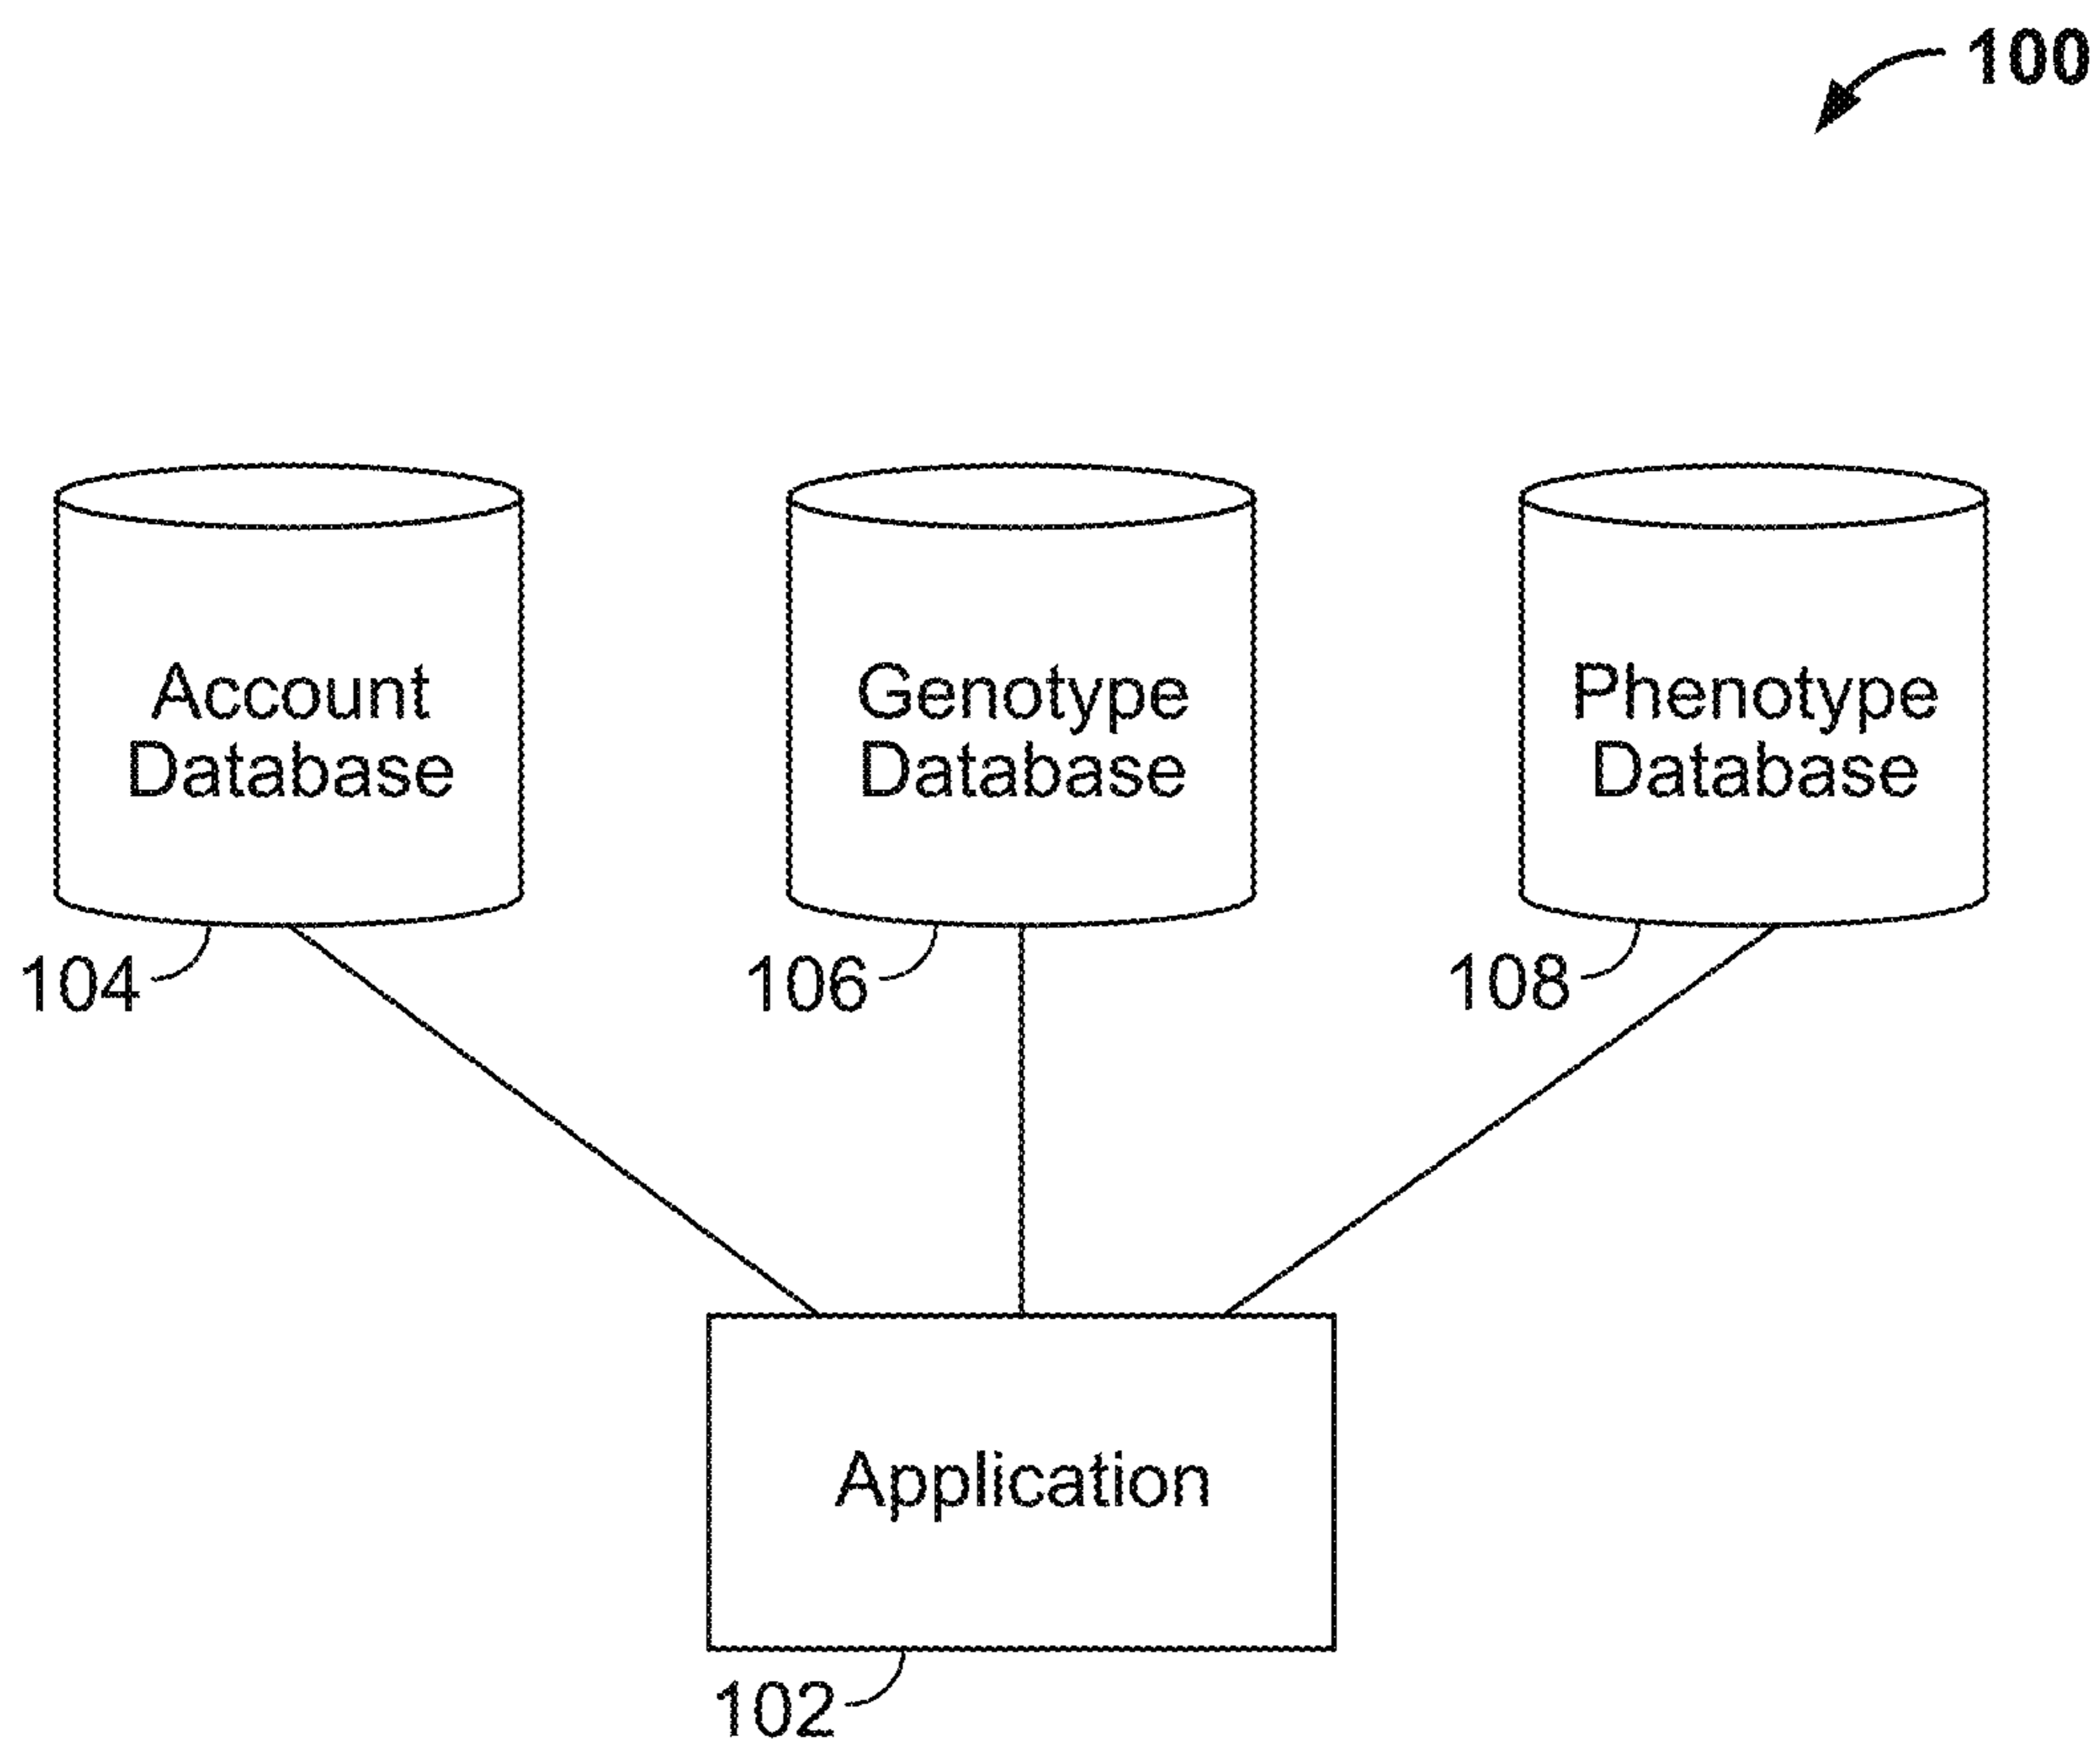 100
Account
Database
Genotype
Database
Phenotype
Database
104
106
108
Application
102